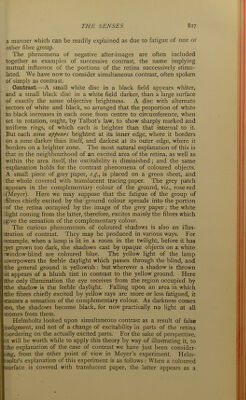 THE SENSES 827
a manner which can be readily explained as due to fatigue of one or
other fibre group.
The phenomena of negative after-images are often included
together as examples of successive contrast, the name implying
mutual influence of portions of the retina successively stimu-
lated. We have now to consider simultaneous contrast, often spoken
of simply as contrast.
Contrast.—A small white disc in a black field appears whiter,
and a small black disc in a white field darker, than a large surface
of exactly the same objective brightness. A disc with alternate
sectors of white and black, so arranged that the proportion of white
to black increases in each zone from centre to circumference, when
set in rotation, ought, by Talbot's law, to show sharply marked and
uniform rings, of which each is brighter than that internal to it.
But each zone appears brightest at its inner edge, where it borders
on a zone darker than itself, and darkest at its outer edge, where it
borders on a brighter zone. The most natural explanation of this is
that in the neighbourhood of an excited area of the retina, as well as
within the area itself, the excitability is diminished; and the same
explanation holds for the contrast phenomena of coloured objects.
A small piece of grey paper, e.g., is placed on a green sheet, and
the whole covered with translucent tracing-paper. The grey patch
appears in the complementary colour of the ground, viz., rose-red
(Meyer). Here we may suppose that the fatigue of the group of
fibres chiefly excited by the ground colour spreads into the portion
of the retina occupied by the image of the grey paper: the white
light coming from the latter, therefore, excites mainly the fibres which
give the sensation of the complementary colour.
The curious phenomenon of coloured shadows is also an illus-
tration of contrast. They may be produced in various ways. For
example, when a lamp is lit in a room in the twilight, before it has
yet grown too dark, the shadows cast by opaque objects on a white
window-blind are coloured blue. The yellow light of the lamp
overpowers the feeble daylight which passes through the blind, and
the general ground is yellowish: but wherever a shadow is thrown
it appears of a bluish tint in contrast to the yellow ground. Here
the only illumination the eye receives from the region occupied by
the shadow is the feeble daylight. Falling upon an area in which
the fibres chiefly excited by yellow rays are more or less fatigued, it
causes a sensation of the complementary colour. As darkness comes
on, the shadows become black, for now practically no light at all
comes from them.
Helmholtz looked upon simultaneous contrast as a result of false
judgment, and not of a change of excitability in parts of the retina
bordering on the actually excited parts. For the sake of perspective,
it will be worth while to apply this theory by way of illustrating it, to
the explanation of the case of contrast we have just been consider-
ing, from the other point of view in Meyer's experiment. Helm-
holtz's explanation of this experiment is as follows: When a coloured
surface is covered with translucent paper, the latter appears as a